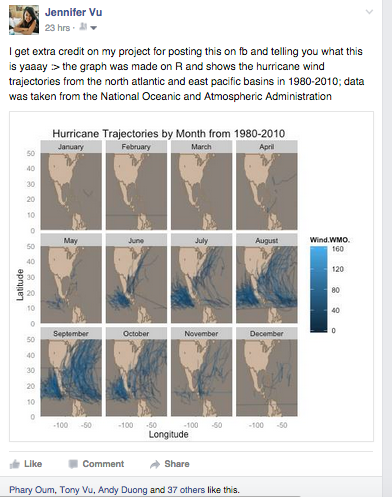 Jennifer Vu
23 hrs ·
I get extra credit on my project for posting this on fb and telling you what this
is yaaay :> the graph was made on R and shows the hurricane wind
trajectories from the north atlantic and east pacific basins in 1980-2010; data
was taken from the National Oceanic and Atmospheric Administration
Hurricane Trajectories by Month from 1980-2010
January February March April
50
40
30
20
10
0
May June July August
50
40
30
20
10
0
September October November December
50
40
30
20
10
0
-100 -50 -100 -50 -100 -50 -100 -50
Latitude
Longitude
Wind.WMO.
160
120
80
40
0
Like Comment Share
Phary Oum, Tony Vu, Andy Duong and 37 others like this.